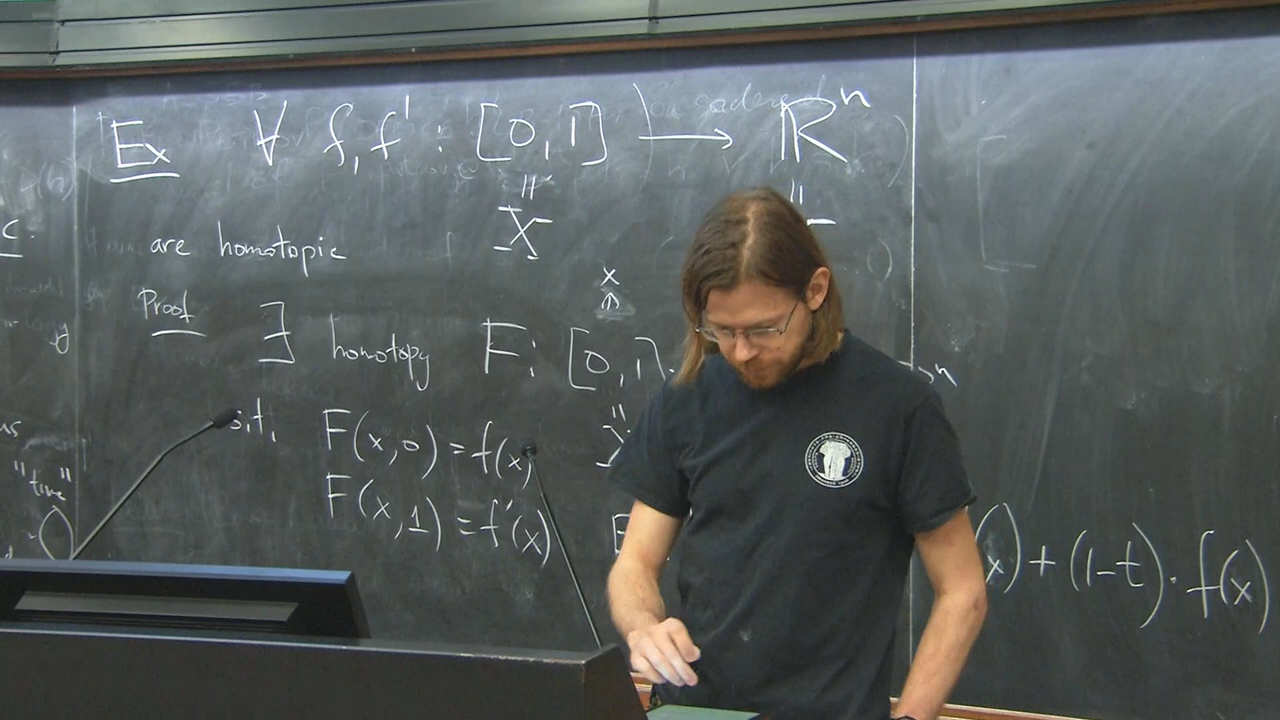 Ex ∀ f, f' : [0,1] → ℝⁿ
=
X
c.
are homotopic
x
Proof ∃ homotopy F: [0,1]
n
s.t. F(x,0) = f(x
"time"
F(x,1) = f'(x)
x) + (1-t)· f(x)